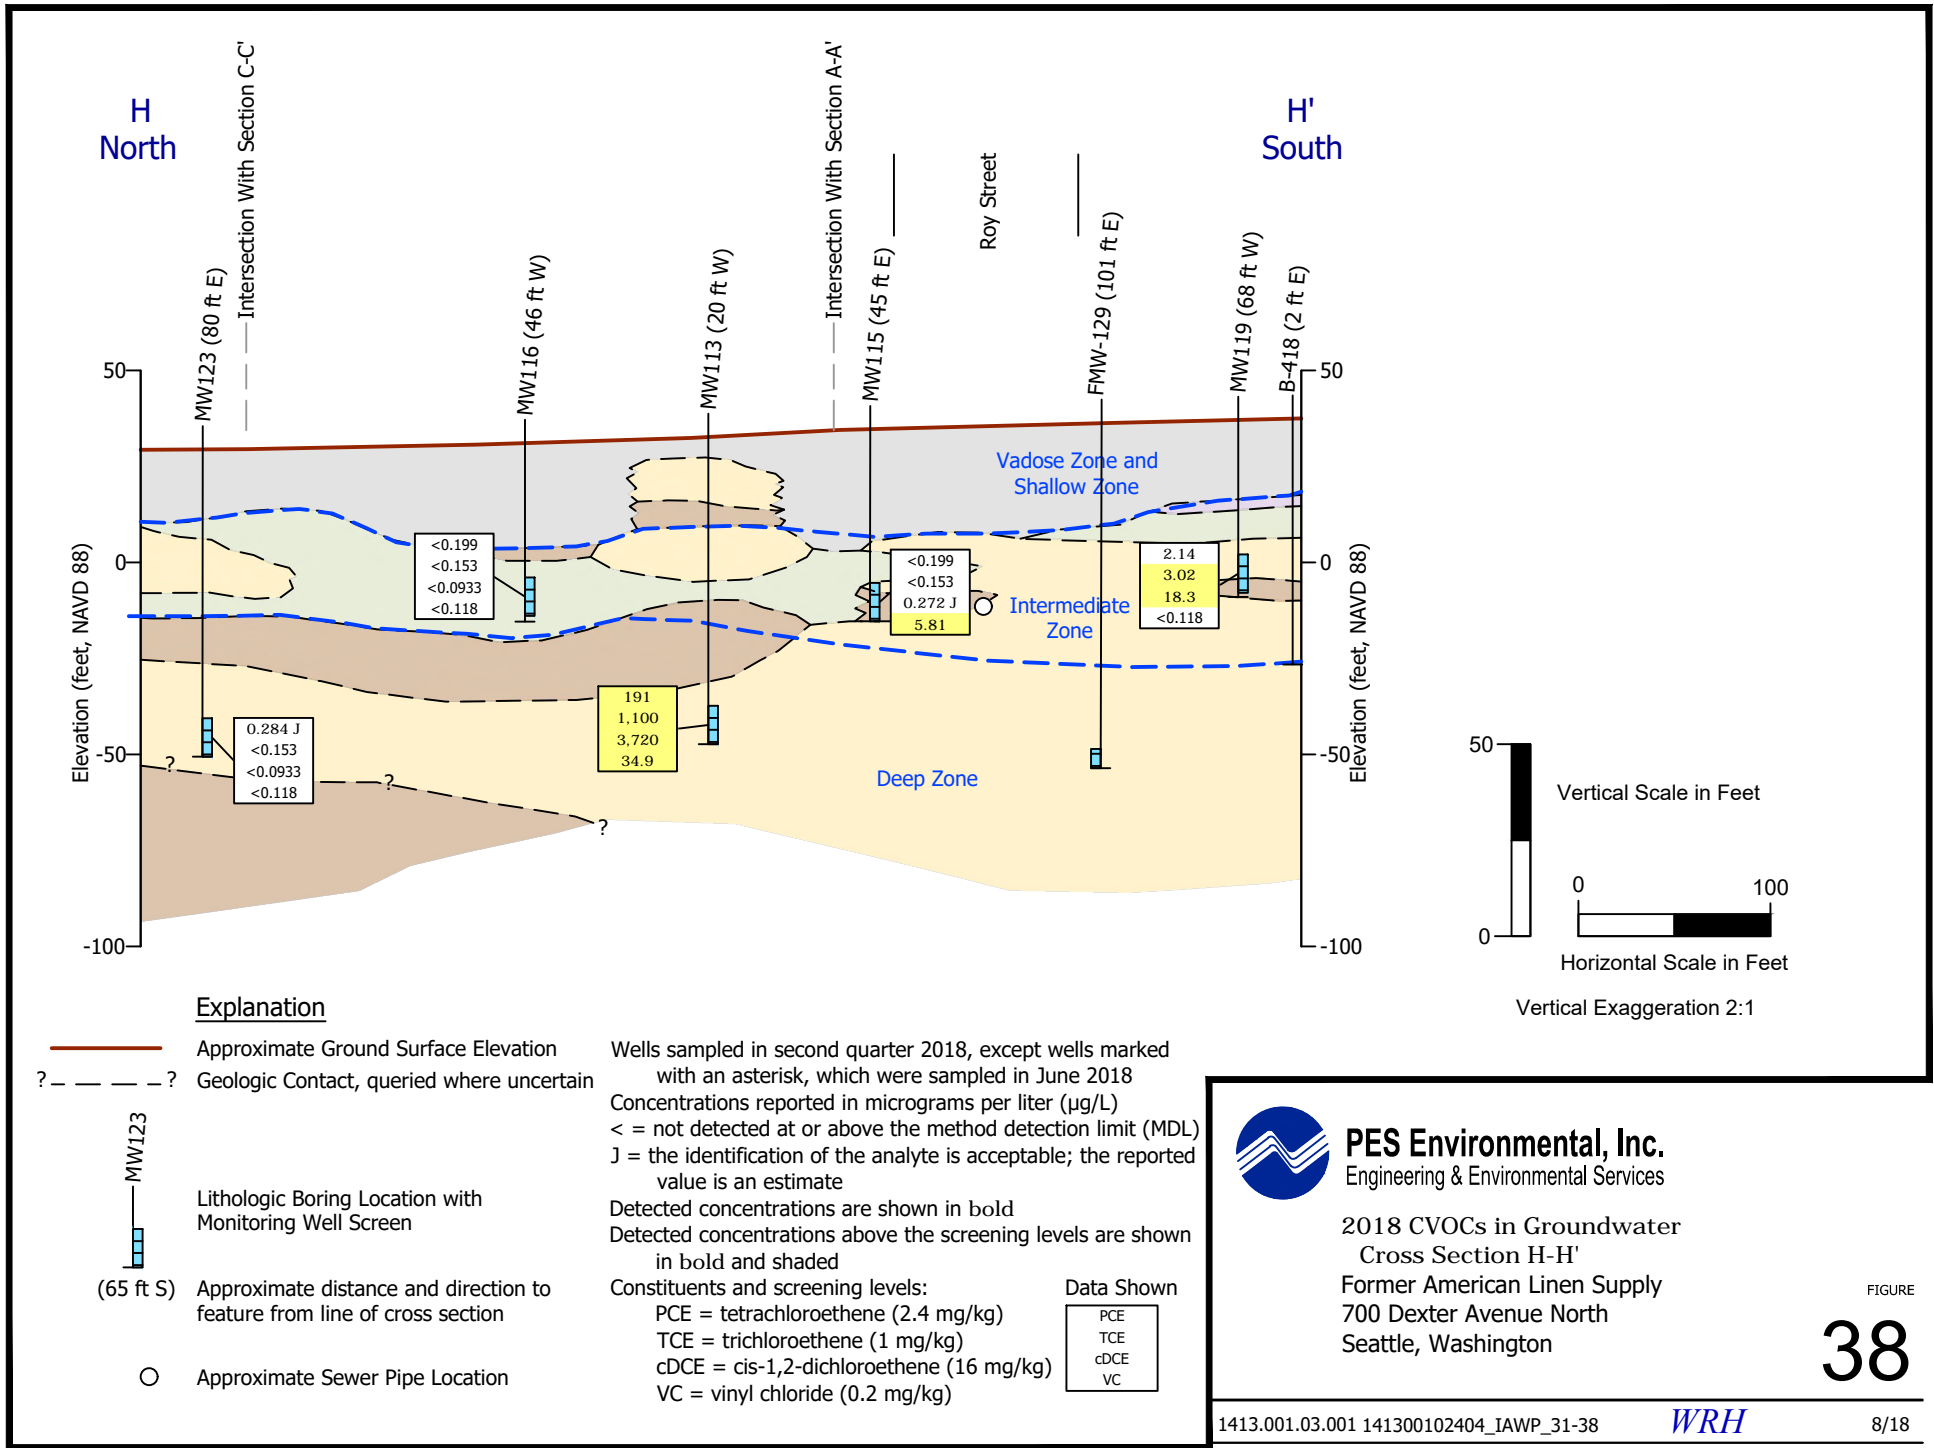 H
North
Intersection With Section C-C'
Intersection With Section A-A'
Roy Street
H'
South
MW123 (80 ft E)
MW116 (46 ft W)
MW113 (20 ft W)
MW115 (45 ft E)
FMW-129 (101 ft E)
MW119 (68 ft W)
B-418 (2 ft E)
50
0
-50
-100
Elevation (feet, NAVD 88)
50
0
-50
-100
Elevation (feet, NAVD 88)
Vadose Zone and
Shallow Zone
Intermediate
Zone
Deep Zone
<0.199
<0.153
<0.0933
<0.118
<0.199
<0.153
0.272 J
5.81
2.14
3.02
18.3
<0.118
191
1,100
3,720
34.9
0.284 J
<0.153
<0.0933
<0.118
?
?
?
50
0
Vertical Scale in Feet
0
100
Horizontal Scale in Feet
Vertical Exaggeration 2:1
Explanation
Approximate Ground Surface Elevation
? ?
Geologic Contact, queried where uncertain
MW123
Lithologic Boring Location with
Monitoring Well Screen
(65 ft S)
Approximate distance and direction to
feature from line of cross section
Approximate Sewer Pipe Location
Wells sampled in second quarter 2018, except wells marked
with an asterisk, which were sampled in June 2018
Concentrations reported in micrograms per liter (µg/L)
< = not detected at or above the method detection limit (MDL)
J = the identification of the analyte is acceptable; the reported
value is an estimate
Detected concentrations are shown in bold
Detected concentrations above the screening levels are shown
in bold and shaded
Constituents and screening levels:
PCE = tetrachloroethene (2.4 mg/kg)
TCE = trichloroethene (1 mg/kg)
cDCE = cis-1,2-dichloroethene (16 mg/kg)
VC = vinyl chloride (0.2 mg/kg)
Data Shown
PCE
TCE
cDCE
VC
PES Environmental, Inc.
Engineering & Environmental Services
2018 CVOCs in Groundwater
Cross Section H-H'
Former American Linen Supply
700 Dexter Avenue North
Seattle, Washington
FIGURE
38
1413.001.03.001 141300102404_IAWP_31-38
WRH
8/18